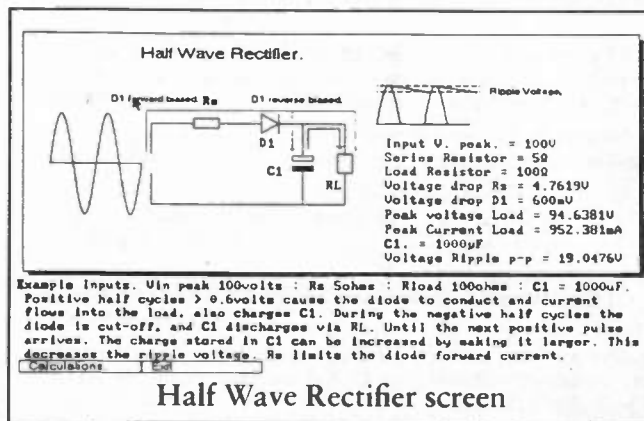 Half Wave Rectifier.
D1 forward biased. Rs D1 reverse biased.
Ripple Voltage.
D1
C1
RL
Input V. peak. = 100V
Series Resistor = 5Ω
Load Resistor = 100Ω
Voltage drop Rs = 4.7619V
Voltage drop D1 = 600mV
Peak voltage Load = 94.6381V
Peak Current Load = 952.381mA
C1. = 1000µF
Voltage Ripple p-p = 19.0476V
Example Inputs. Vin peak 100volts : Rs 5ohms : Rload 100ohms : C1 = 1000uF.
Positive half cycles > 0.6volts cause the diode to conduct and current
flows into the load, also charges C1. During the negative half cycles the
diode is cut-off, and C1 discharges via RL. Until the next positive pulse
arrives. The charge stored in C1 can be increased by making it larger. This
decreases the ripple voltage. Rs limits the diode forward current.
Calculations. Exit
Half Wave Rectifier screen